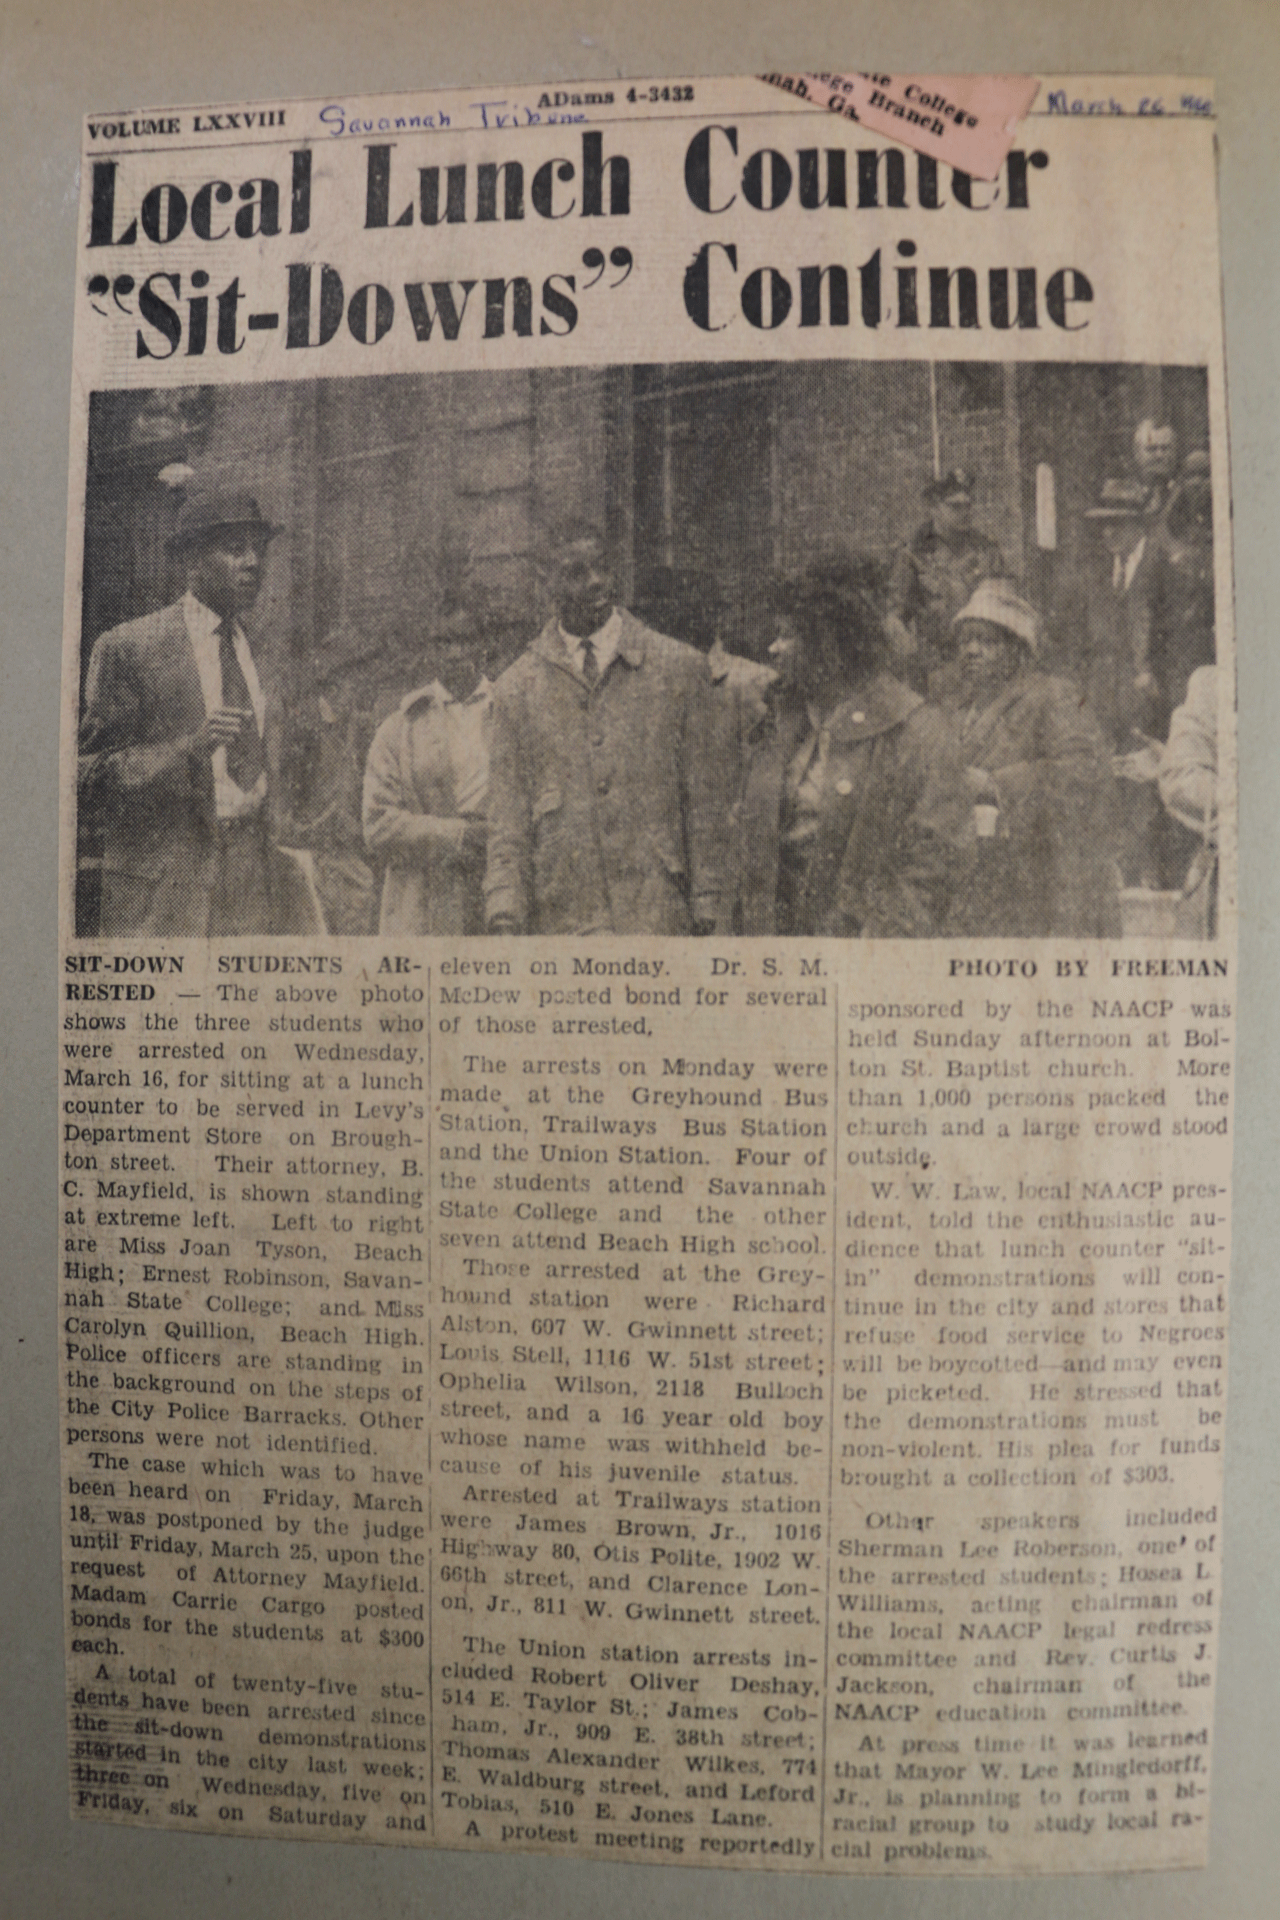 VOLUME LXXVIII
Savannah Tribune
ADams 4-3432
College
ege Branch
nah, Ga.
March 26 1960
Local Lunch Counter
"Sit-Downs" Continue
SIT-DOWN STUDENTS AR-
RESTED — The above photo
shows the three students who
were arrested on Wednesday,
March 16, for sitting at a lunch
counter to be served in Levy's
Department Store on Brough-
ton street. Their attorney, B.
C. Mayfield, is shown standing
at extreme left. Left to right
are Miss Joan Tyson, Beach
High; Ernest Robinson, Savan-
nah State College; and Miss
Carolyn Quillion, Beach High.
Police officers are standing in
the background on the steps of
the City Police Barracks. Other
persons were not identified.
The case which was to have
been heard on Friday, March
18, was postponed by the judge
until Friday, March 25, upon the
request of Attorney Mayfield.
Madam Carrie Cargo posted
bonds for the students at $300
each.
A total of twenty-five stu-
dents have been arrested since
the sit-down demonstrations
started in the city last week;
three on Wednesday, five on
Friday, six on Saturday and
eleven on Monday. Dr. S. M.
McDew posted bond for several
of those arrested,
The arrests on Monday were
made at the Greyhound Bus
Station, Trailways Bus Station
and the Union Station. Four of
the students attend Savannah
State College and the other
seven attend Beach High school.
Those arrested at the Grey-
hound station were Richard
Alston, 607 W. Gwinnett street;
Louis Stell, 1116 W. 51st street;
Ophelia Wilson, 2118 Bulloch
street, and a 16 year old boy
whose name was withheld be-
cause of his juvenile status.
Arrested at Trailways station
were James Brown, Jr., 1016
Highway 80, Otis Polite, 1902 W.
66th street, and Clarence Lon-
on, Jr., 811 W. Gwinnett street.
The Union station arrests in-
cluded Robert Oliver Deshay,
514 E. Taylor St.; James Cob-
ham, Jr., 909 E. 38th street;
Thomas Alexander Wilkes, 774
E. Waldburg street, and Leford
Tobias, 510 E. Jones Lane.
A protest meeting reportedly
PHOTO BY FREEMAN
sponsored by the NAACP was
held Sunday afternoon at Bol-
ton St. Baptist church. More
than 1,000 persons packed the
church and a large crowd stood
outside.
W. W. Law, local NAACP pres-
ident, told the enthusiastic au-
dience that lunch counter "sit-
in" demonstrations will con-
tinue in the city and stores that
refuse food service to Negroes
will be boycotted and may even
be picketed. He stressed that
the demonstrations must be
non-violent. His plea for funds
brought a collection of $303.
Other speakers included
Sherman Lee Roberson, one of
the arrested students; Hosea L
Williams, acting chairman of
the local NAACP legal redress
committee and Rev. Curtis J.
Jackson, chairman of the
NAACP education committee.
At press time it was learned
that Mayor W. Lee Mingledorff,
Jr., is planning to form a bi-
racial group to study local ra-
cial problems.